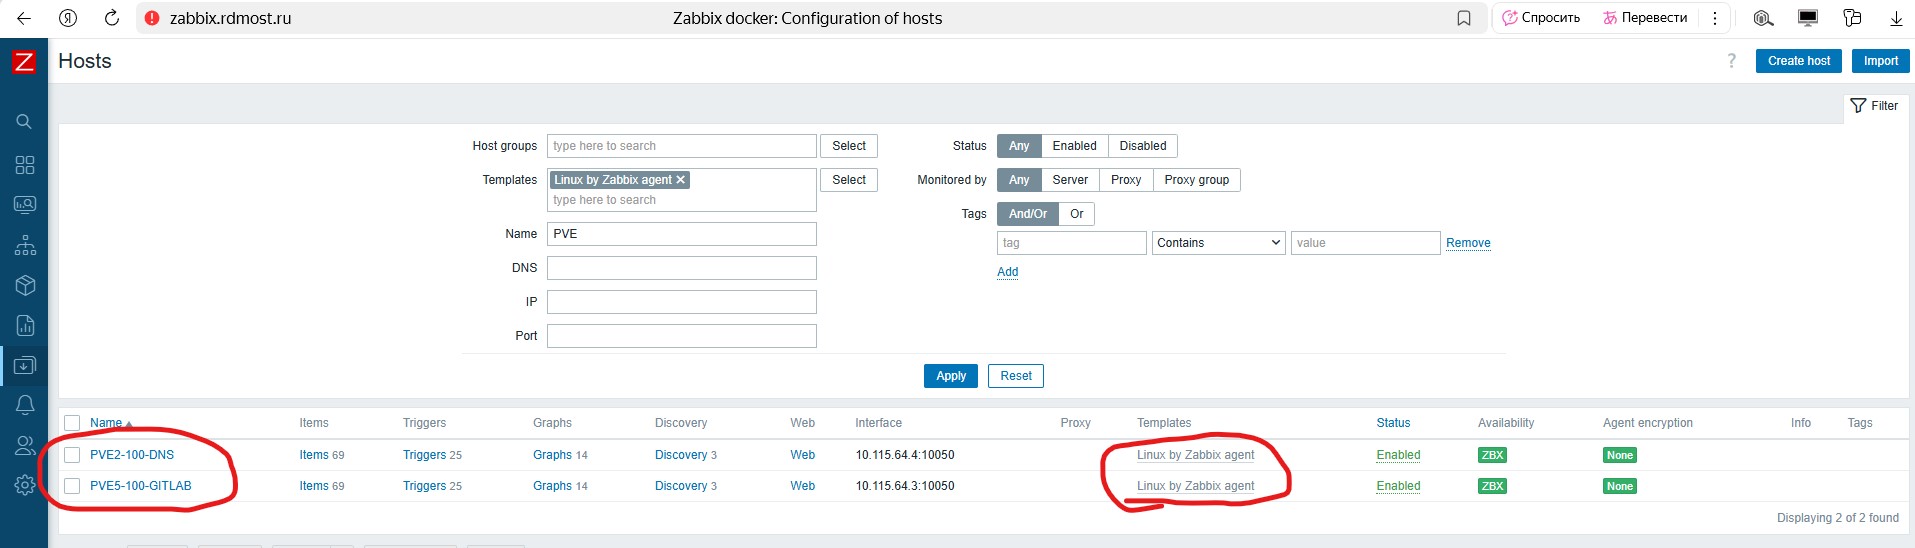 zabbix.rdmost.ru
Zabbix docker: Configuration of hosts
Спросить
Перевести
Z
Hosts
?
Create host
Import
Filter
Host groups
type here to search
Select
Status
Any
Enabled
Disabled
Templates
Linux by Zabbix agent
type here to search
Select
Monitored by
Any
Server
Proxy
Proxy group
Tags
And/Or
Or
Name
PVE
tag
Contains
value
Remove
DNS
Add
IP
Port
Apply
Reset
Name Items Triggers Graphs Discovery Web Interface Proxy Templates Status Availability Agent encryption Info Tags
PVE2-100-DNS Items 69 Triggers 25 Graphs 14 Discovery 3 Web 10.115.64.4:10050 Linux by Zabbix agent Enabled ZBX None
PVE5-100-GITLAB Items 69 Triggers 25 Graphs 14 Discovery 3 Web 10.115.64.3:10050 Linux by Zabbix agent Enabled ZBX None
Displaying 2 of 2 found